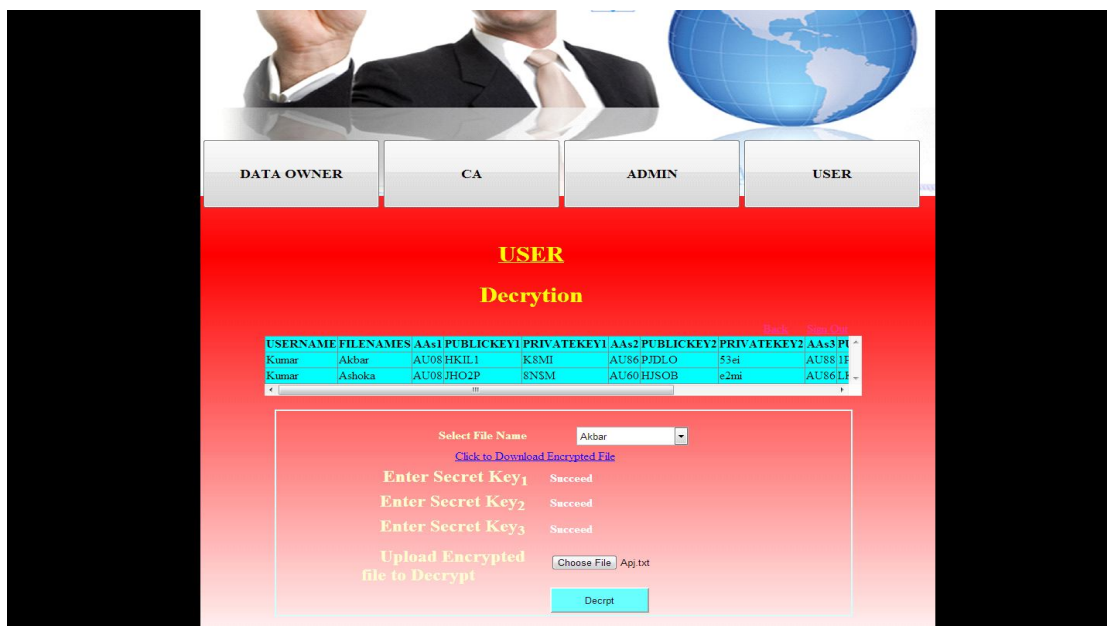 DATA OWNER CA ADMIN USER
USER
Decrytion
Back Sign Out
USERNAME FILENAMES AAs1 PUBLICKEY1 PRIVATEKEY1 AAs2 PUBLICKEY2 PRIVATEKEY2 AAs3
Kumar Akbar AU08 HKIL1 K8MI AU86 PJDLO 53ei AU88
Kumar Ashoka AU08 JHO2P 8N$M AU60 HJSOB e2mi AU86
Select File Name Akbar
Click to Download Encrypted File
Enter Secret Key1 Succeed
Enter Secret Key2 Succeed
Enter Secret Key3 Succeed
Upload Encrypted
file to Decrypt Choose File Apj.txt
Decrpt